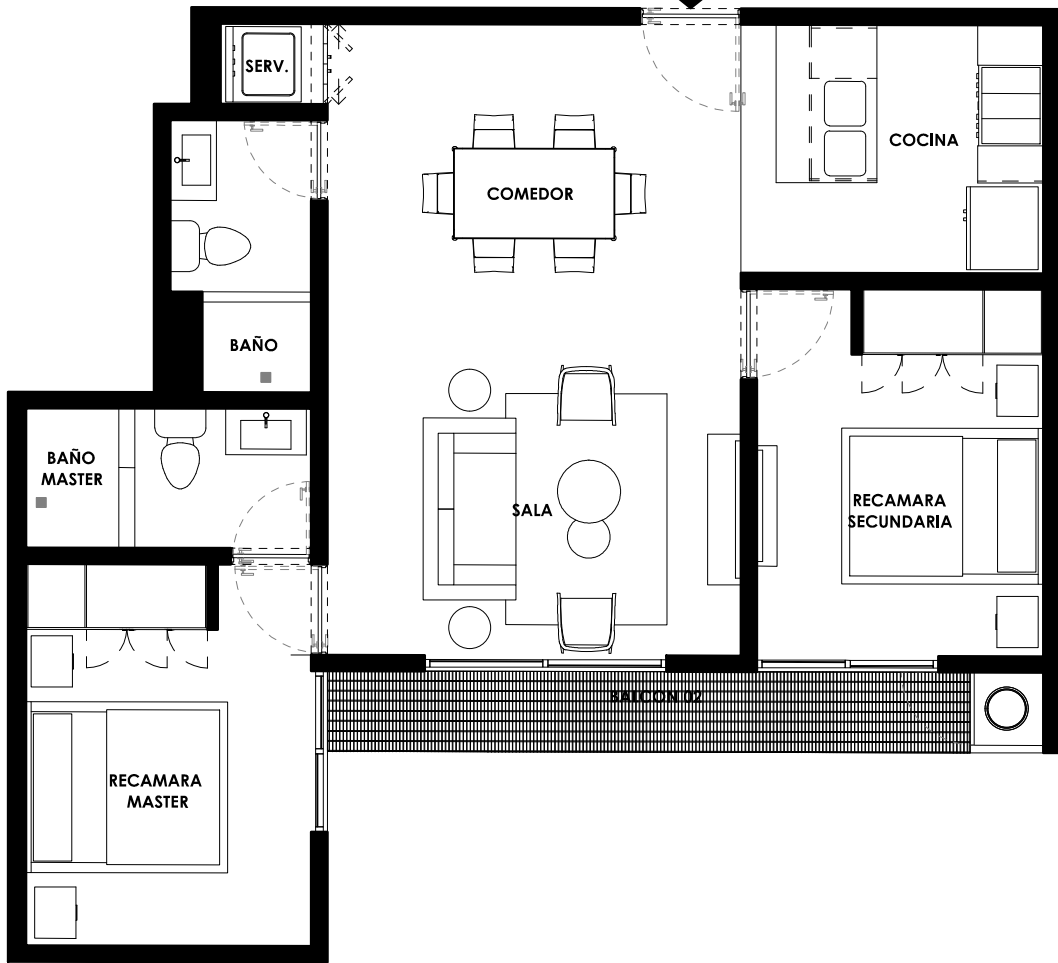 SERV.
COCINA
COMEDOR
BAÑO
BAÑO
MASTER
SALA
RECAMARA
SECUNDARIA
BALCON 02
RECAMARA
MASTER